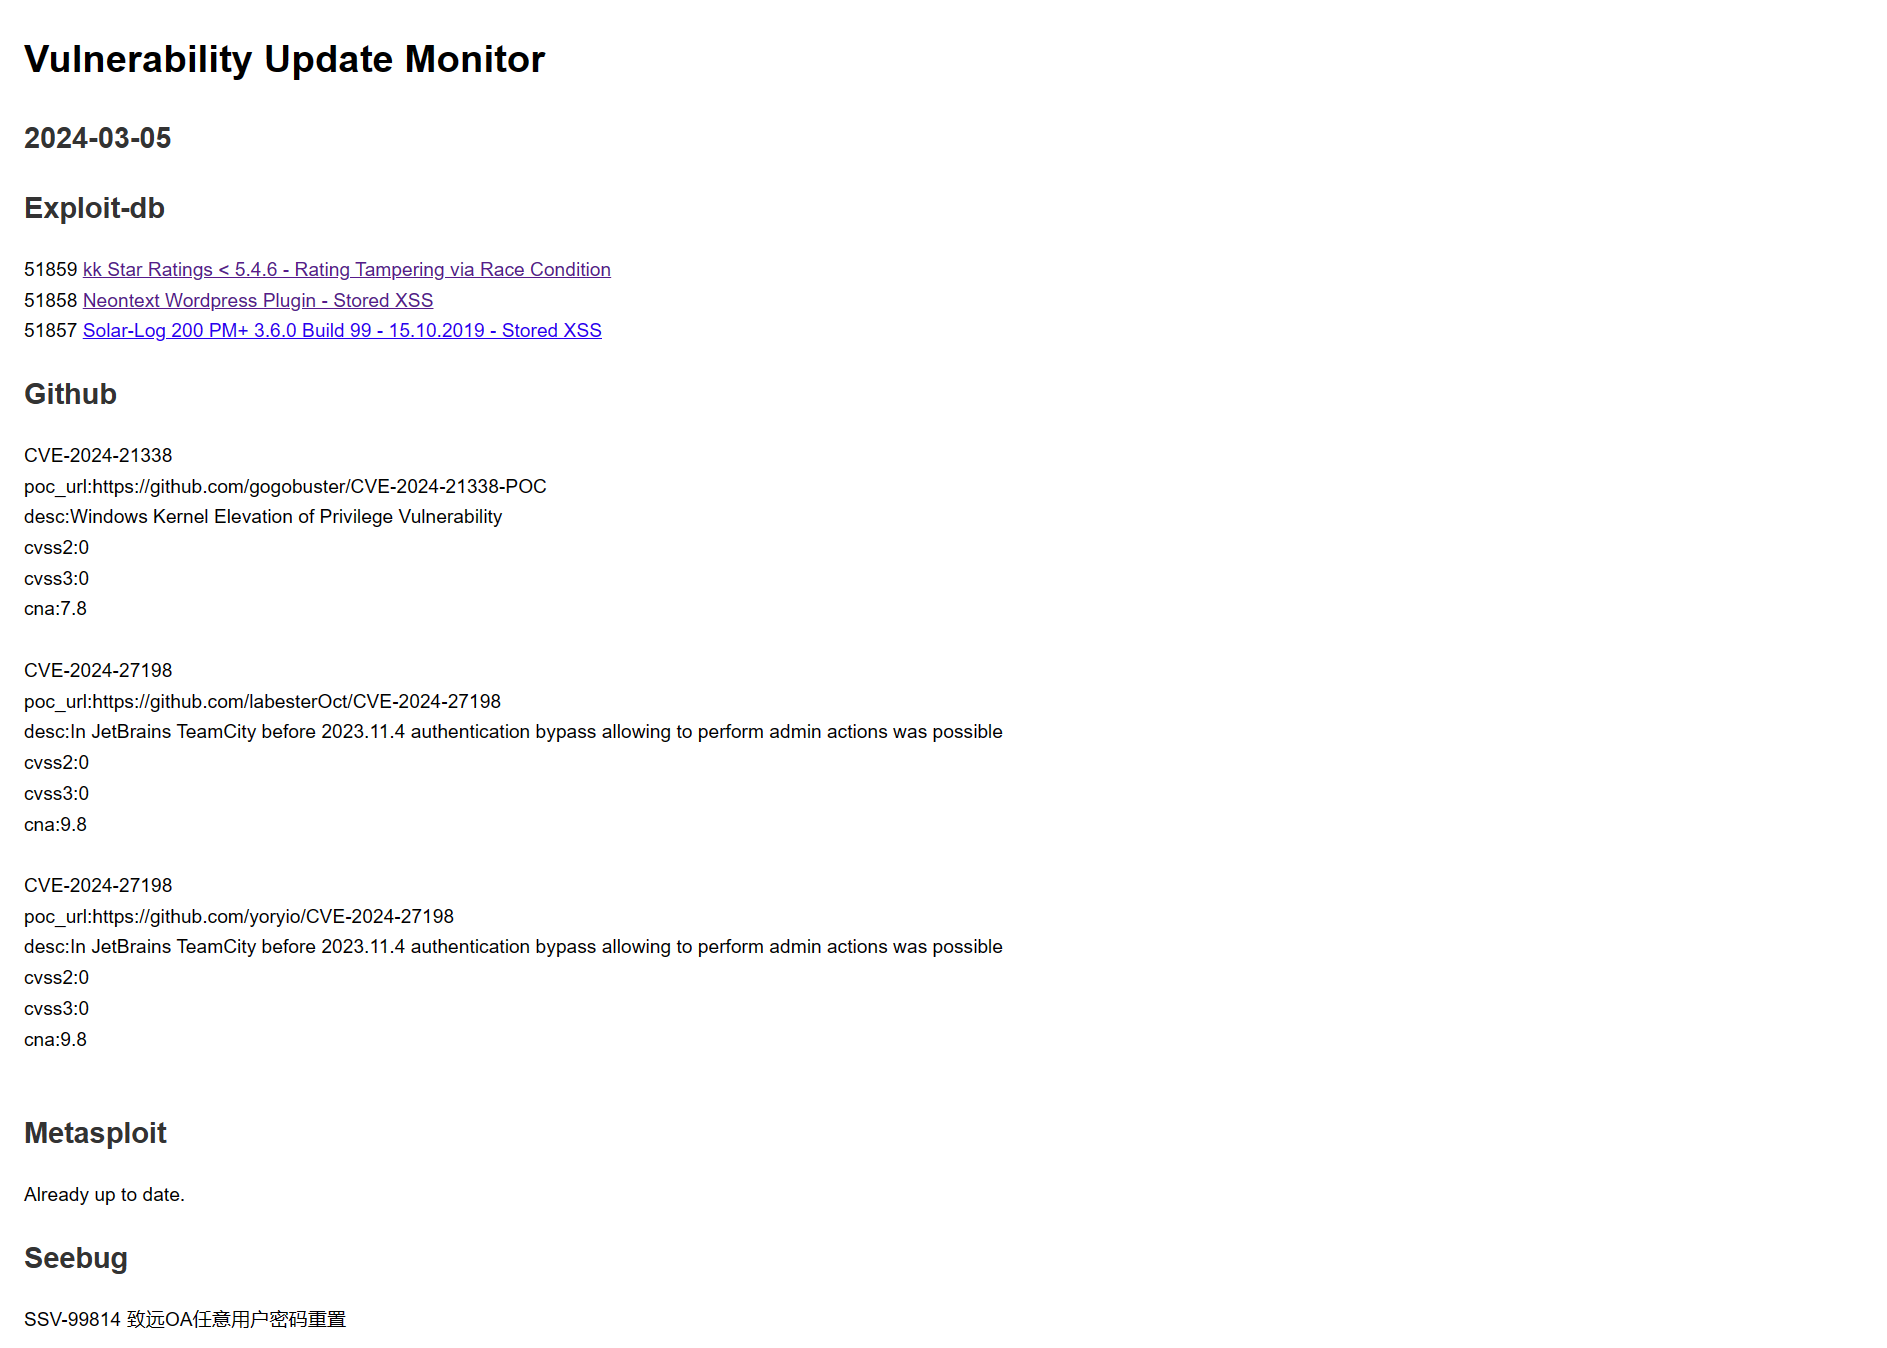 Vulnerability Update Monitor
2024-03-05
Exploit-db
51859 kk Star Ratings < 5.4.6 - Rating Tampering via Race Condition
51858 Neontext Wordpress Plugin - Stored XSS
51857 Solar-Log 200 PM+ 3.6.0 Build 99 - 15.10.2019 - Stored XSS
Github
CVE-2024-21338
poc_url:https://github.com/gogobuster/CVE-2024-21338-POC
desc:Windows Kernel Elevation of Privilege Vulnerability
cvss2:0
cvss3:0
cna:7.8
CVE-2024-27198
poc_url:https://github.com/labesterOct/CVE-2024-27198
desc:In JetBrains TeamCity before 2023.11.4 authentication bypass allowing to perform admin actions was possible
cvss2:0
cvss3:0
cna:9.8
CVE-2024-27198
poc_url:https://github.com/yoryio/CVE-2024-27198
desc:In JetBrains TeamCity before 2023.11.4 authentication bypass allowing to perform admin actions was possible
cvss2:0
cvss3:0
cna:9.8
Metasploit
Already up to date.
Seebug
SSV-99814 致远OA任意用户密码重置